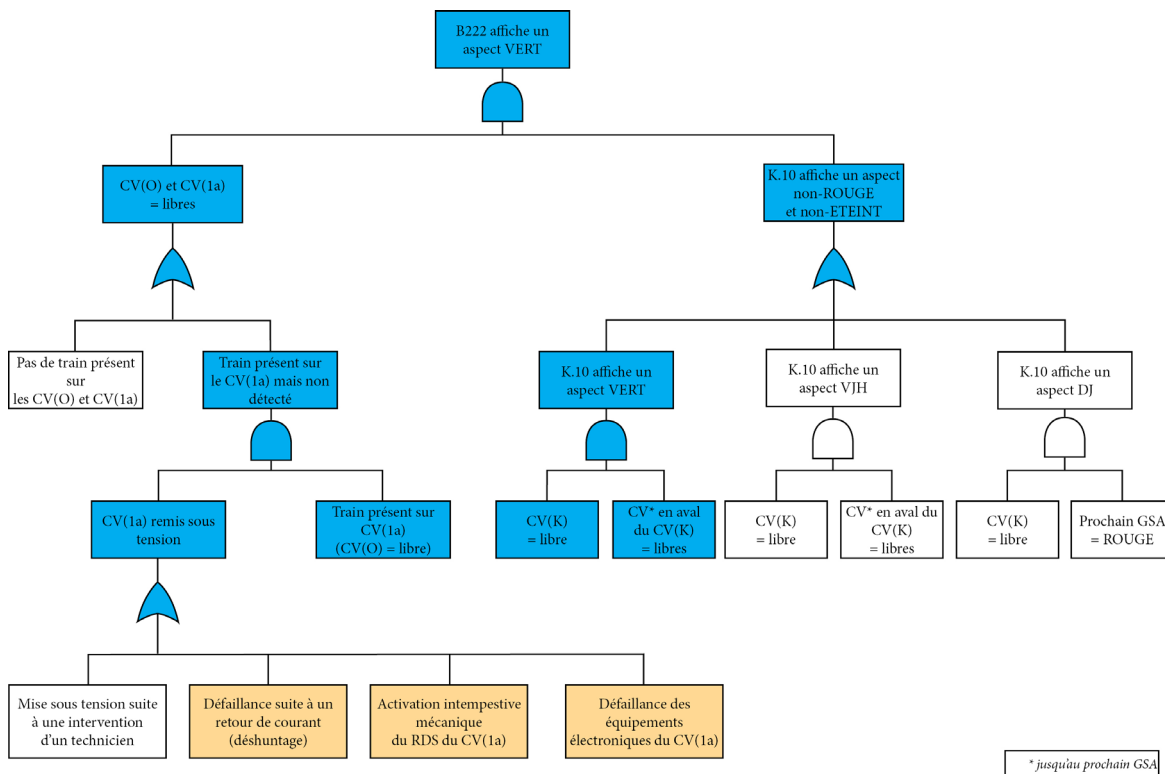 B222 affiche un
aspect VERT
CV(O) et CV(1a)
= libres
K.10 affiche un aspect
non-ROUGE
et non-ETEINT
Pas de train présent
sur
les CV(O) et CV(1a)
Train présent sur
le CV(1a) mais non
détecté
K.10 affiche un
aspect VERT
K.10 affiche un
aspect VJH
K.10 affiche un
aspect DJ
CV(1a) remis sous
tension
Train présent sur
CV(1a)
(CV(O) = libre)
CV(K)
= libre
CV* en aval
du CV(K)
= libres
CV(K)
= libre
CV* en aval du
CV(K)
= libres
CV(K)
= libre
Prochain GSA
= ROUGE
Mise sous tension suite
à une intervention
d'un technicien
Défaillance suite à un
retour de courant
(déshuntage)
Activation intempestive
mécanique
du RDS du CV(1a)
Défaillance des
équipements
électroniques du CV(1a)
* jusqu'au prochain GSA